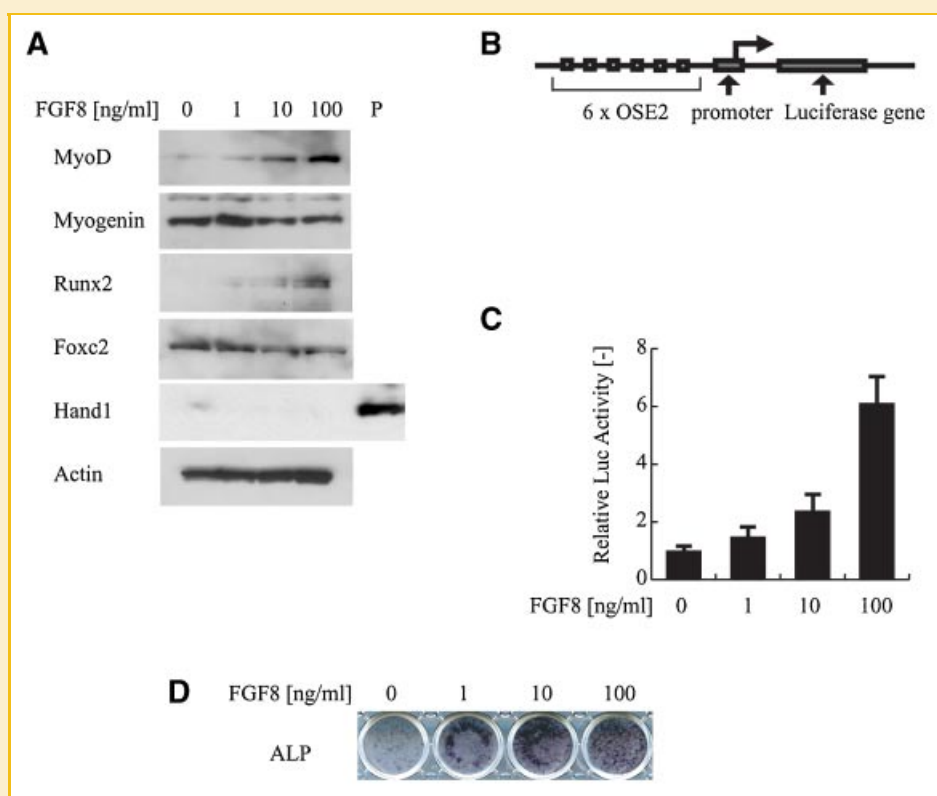 A
FGF8 [ng/ml] 0 1 10 100 P
MyoD
Myogenin
Runx2
Foxc2
Hand1
Actin
B
6 x OSE2 promoter Luciferase gene
C
Relative Luc Activity [-]
8
6
4
2
0
FGF8 [ng/ml] 0 1 10 100
D
FGF8 [ng/ml] 0 1 10 100
ALP